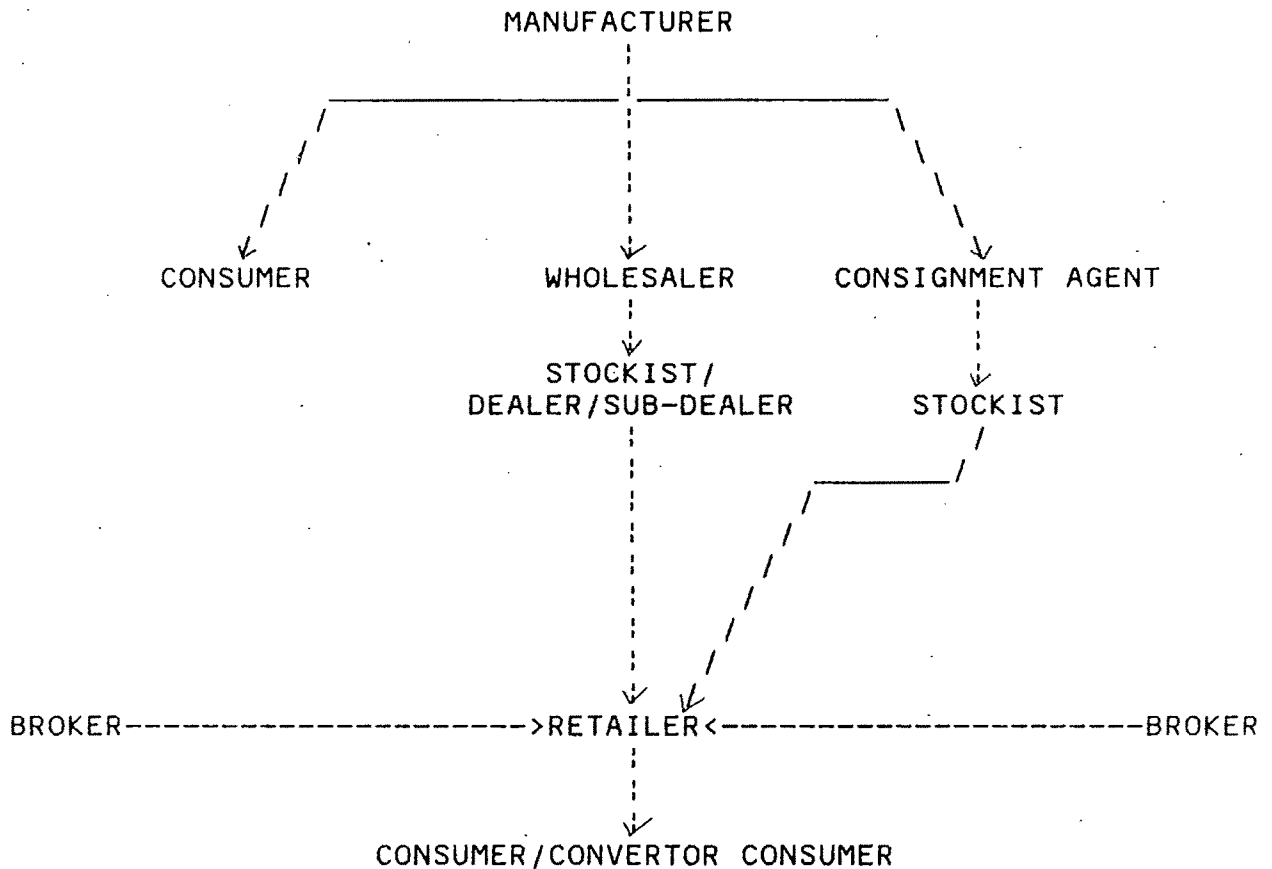 MANUFACTURER
CONSUMER WHOLESALER CONSIGNMENT AGENT
STOCKIST/
DEALER/SUB-DEALER STOCKIST
BROKER--------------------->RETAILER<---------------------BROKER
CONSUMER/CONVERTOR CONSUMER